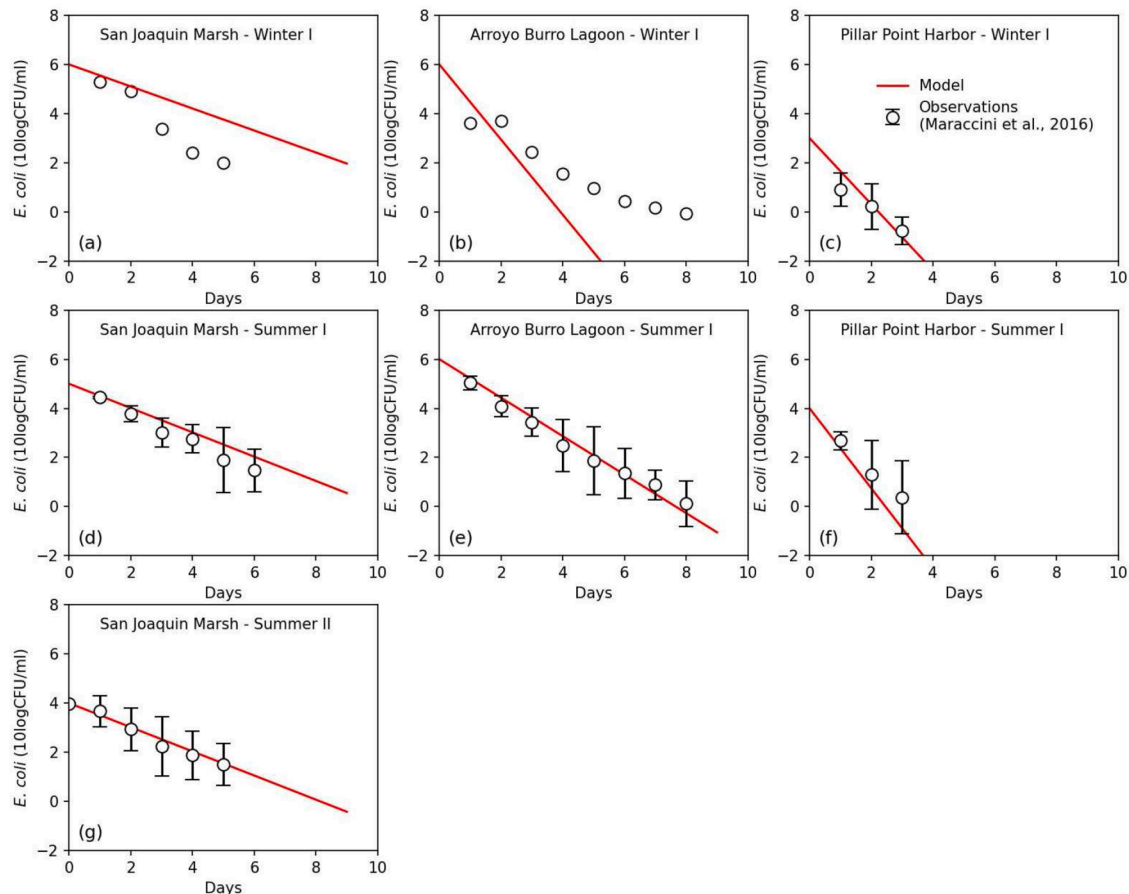 San Joaquin Marsh - Winter I
E. coli (10logCFU/ml)
8
6
4
2
0
−2
(a)
0 2 4 6 8 10
Days
Arroyo Burro Lagoon - Winter I
E. coli (10logCFU/ml)
8
6
4
2
0
−2
(b)
0 2 4 6 8 10
Days
Pillar Point Harbor - Winter I
Model
Observations
(Maraccini et al., 2016)
E. coli (10logCFU/ml)
8
6
4
2
0
−2
(c)
0 2 4 6 8 10
Days
San Joaquin Marsh - Summer I
E. coli (10logCFU/ml)
8
6
4
2
0
−2
(d)
0 2 4 6 8 10
Days
Arroyo Burro Lagoon - Summer I
E. coli (10logCFU/ml)
8
6
4
2
0
−2
(e)
0 2 4 6 8 10
Days
Pillar Point Harbor - Summer I
E. coli (10logCFU/ml)
8
6
4
2
0
−2
(f)
0 2 4 6 8 10
Days
San Joaquin Marsh - Summer II
E. coli (10logCFU/ml)
8
6
4
2
0
−2
(g)
0 2 4 6 8 10
Days